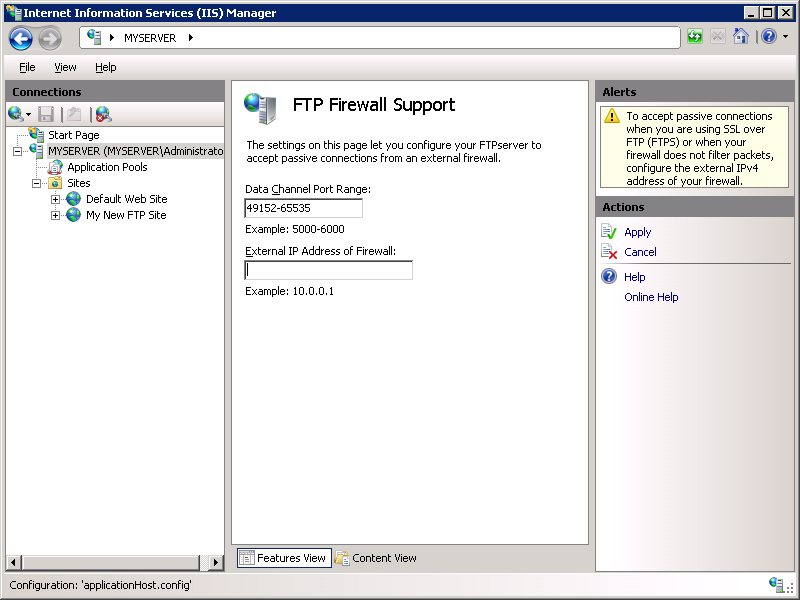 Internet Information Services (IIS) Manager
MYSERVER
File View Help
Connections
Start Page
MYSERVER (MYSERVER\Administrato
Application Pools
Sites
Default Web Site
My New FTP Site
FTP Firewall Support
The settings on this page let you configure your FTPserver to
accept passive connections from an external firewall.
Data Channel Port Range:
49152-65535
Example: 5000-6000
External IP Address of Firewall:
Example: 10.0.0.1
Features View
Content View
Alerts
To accept passive connections
when you are using SSL over
FTP (FTPS) or when your
firewall does not filter packets,
configure the external IPv4
address of your firewall.
Actions
Apply
Cancel
Help
Online Help
Configuration: 'applicationHost.config'